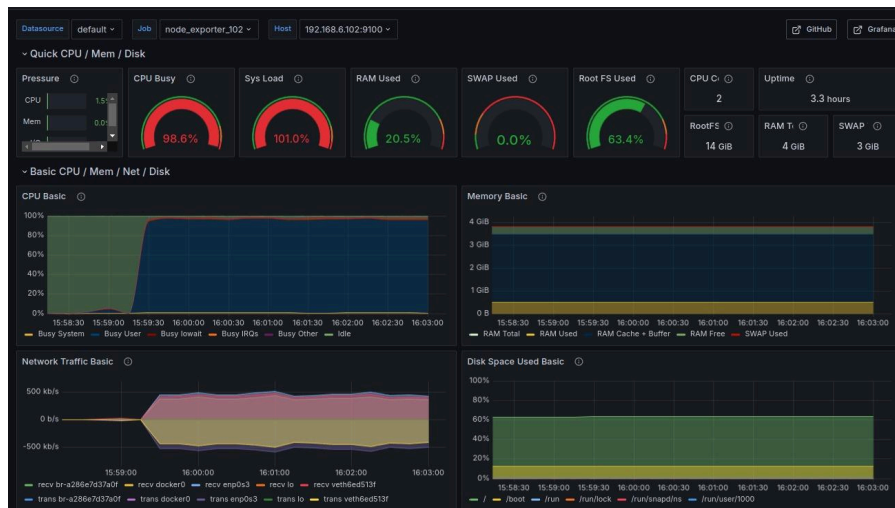 Datasource default Job node_exporter_102 Host 192.168.6.102:9100 GitHub Grafana
Quick CPU / Mem / Disk
Pressure CPU Busy Sys Load RAM Used SWAP Used Root FS Used CPU Uptime
CPU 1.5
Mem 0.0
98.6% 101.0% 20.5% 0.0% 63.4% 2 3.3 hours
RootFS RAM SWAP
14 GiB 4 GiB 3 GiB
Basic CPU / Mem / Net / Disk
CPU Basic
100%
80%
60%
40%
20%
0%
15:58:30 15:59:00 15:59:30 16:00:00 16:00:30 16:01:00 16:01:30 16:02:00 16:02:30 16:03:00
Busy System Busy User Busy Iowait Busy IRQs Busy Other Idle
Memory Basic
4 GiB
3 GiB
2 GiB
1 GiB
0 B
15:58:30 15:59:00 15:59:30 16:00:00 16:00:30 16:01:00 16:01:30 16:02:00 16:02:30 16:03:00
RAM Total RAM Used RAM Cache + Buffer RAM Free SWAP Used
Network Traffic Basic
500 kb/s
0 b/s
-500 kb/s
15:59:00 16:00:00 16:01:00 16:02:00 16:03:00
recv br-a286e7d37a0f recv docker0 recv enp0s3 recv lo recv veth6ed513f
trans br-a286e7d37a0f trans docker0 trans enp0s3 trans lo trans veth6ed513f
Disk Space Used Basic
100%
80%
60%
40%
20%
0%
15:58:30 15:59:00 15:59:30 16:00:00 16:00:30 16:01:00 16:01:30 16:02:00 16:02:30 16:03:00
/ /boot /run /run/lock /run/snapd/ns /run/user/1000